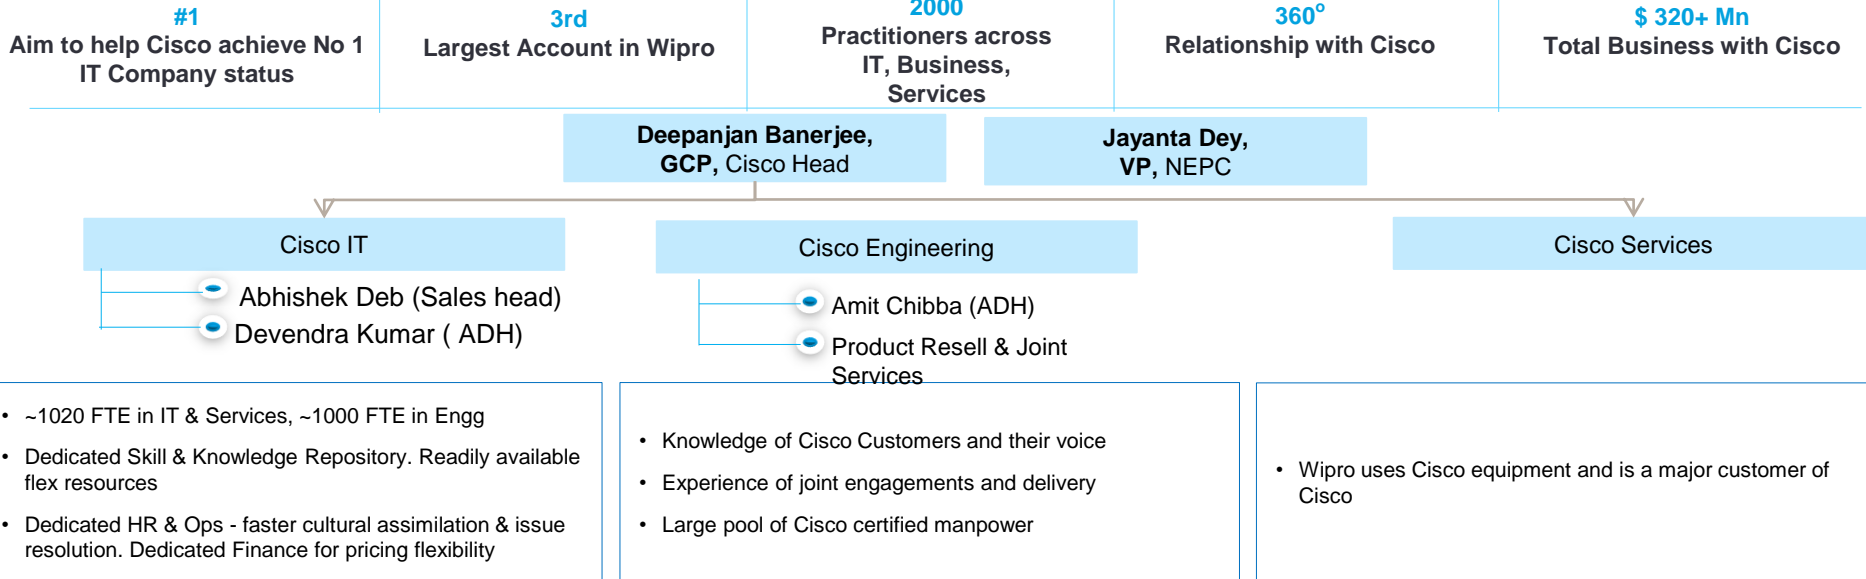 #1
Aim to help Cisco achieve No 1
IT Company status
3rd
Largest Account in Wipro
2000
Practitioners across
IT, Business,
Services
360°
Relationship with Cisco
$ 320+ Mn
Total Business with Cisco
Deepanjan Banerjee,
GCP, Cisco Head
Jayanta Dey,
VP, NEPC
Cisco IT
Abhishek Deb (Sales head)
Devendra Kumar ( ADH)
Cisco Engineering
Amit Chibba (ADH)
Product Resell & Joint
Services
Cisco Services
• ~1020 FTE in IT & Services, ~1000 FTE in Engg
• Dedicated Skill & Knowledge Repository. Readily available
flex resources
• Dedicated HR & Ops - faster cultural assimilation & issue
resolution. Dedicated Finance for pricing flexibility
• Knowledge of Cisco Customers and their voice
• Experience of joint engagements and delivery
• Large pool of Cisco certified manpower
• Wipro uses Cisco equipment and is a major customer of
Cisco